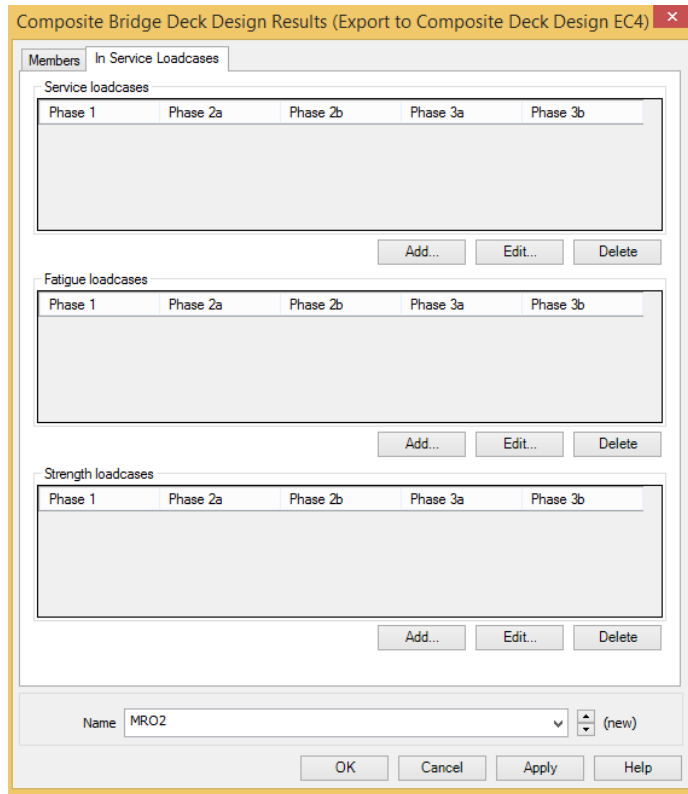 Composite Bridge Deck Design Results (Export to Composite Deck Design EC4)
Members In Service Loadcases
Service loadcases
Phase 1 Phase 2a Phase 2b Phase 3a Phase 3b
Add... Edit... Delete
Fatigue loadcases
Phase 1 Phase 2a Phase 2b Phase 3a Phase 3b
Add... Edit... Delete
Strength loadcases
Phase 1 Phase 2a Phase 2b Phase 3a Phase 3b
Add... Edit... Delete
Name MRO2 (new)
OK Cancel Apply Help